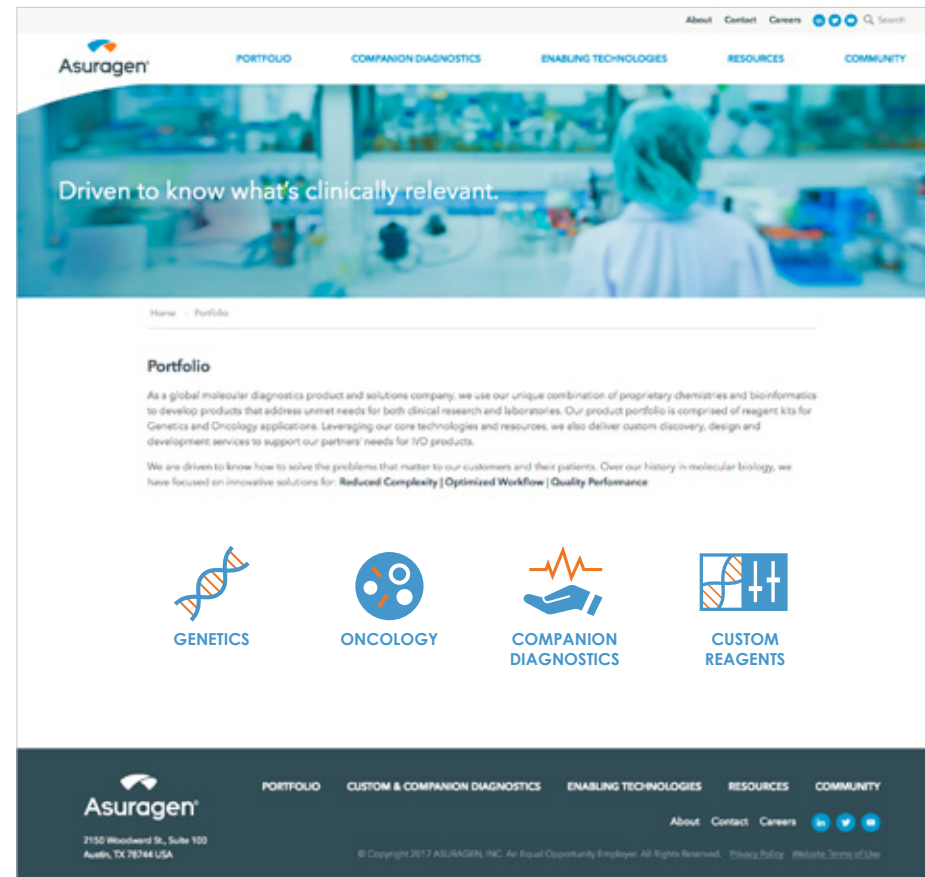 About Contact Careers Search
Asuragen
PORTFOLIO COMPANION DIAGNOSTICS ENABLING TECHNOLOGIES RESOURCES COMMUNITY
Driven to know what's clinically relevant.
Home › Portfolio
Portfolio
As a global molecular diagnostics product and solutions company, we use our unique combination of proprietary chemistries and bioinformatics
to develop products that address unmet needs for both clinical research and laboratories. Our product portfolio is comprised of reagent kits for
Genetics and Oncology applications. Leveraging our core technologies and resources, we also deliver custom discovery, design and
development services to support our partners' needs for IVD products.
We are driven to know how to solve the problems that matter to our customers and their patients. Over our history in molecular biology, we
have focused on innovative solutions for: Reduced Complexity | Optimized Workflow | Quality Performance
GENETICS
ONCOLOGY
COMPANION
DIAGNOSTICS
CUSTOM
REAGENTS
Asuragen®
PORTFOLIO CUSTOM & COMPANION DIAGNOSTICS ENABLING TECHNOLOGIES RESOURCES COMMUNITY
About Contact Careers in
2150 Woodward St., Suite 100
Austin, TX 78744 USA
© Copyright 2017 ASURAGEN, INC. An Equal Opportunity Employer. All Rights Reserved. Privacy Policy Website Terms of Use